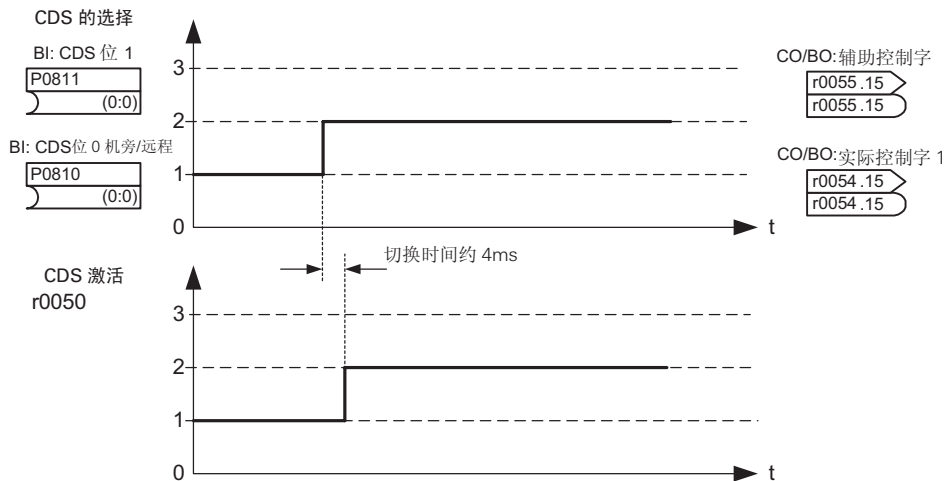 CDS 的选择
BI: CDS 位 1
P0811
(0:0)
BI: CDS位 0 机旁/远程
P0810
(0:0)
3
2
1
0
t
CO/BO:辅助控制字
r0055 .15
r0055 .15
CO/BO:实际控制字 1
r0054 .15
r0054 .15
切换时间约 4ms
CDS 激活
r0050
3
2
1
0
t